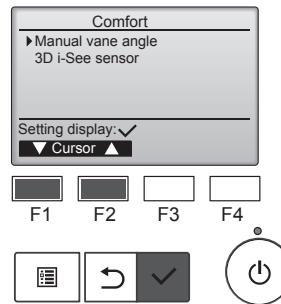 Comfort
Manual vane angle
3D i-See sensor
Setting display:
Cursor
F1 F2 F3 F4